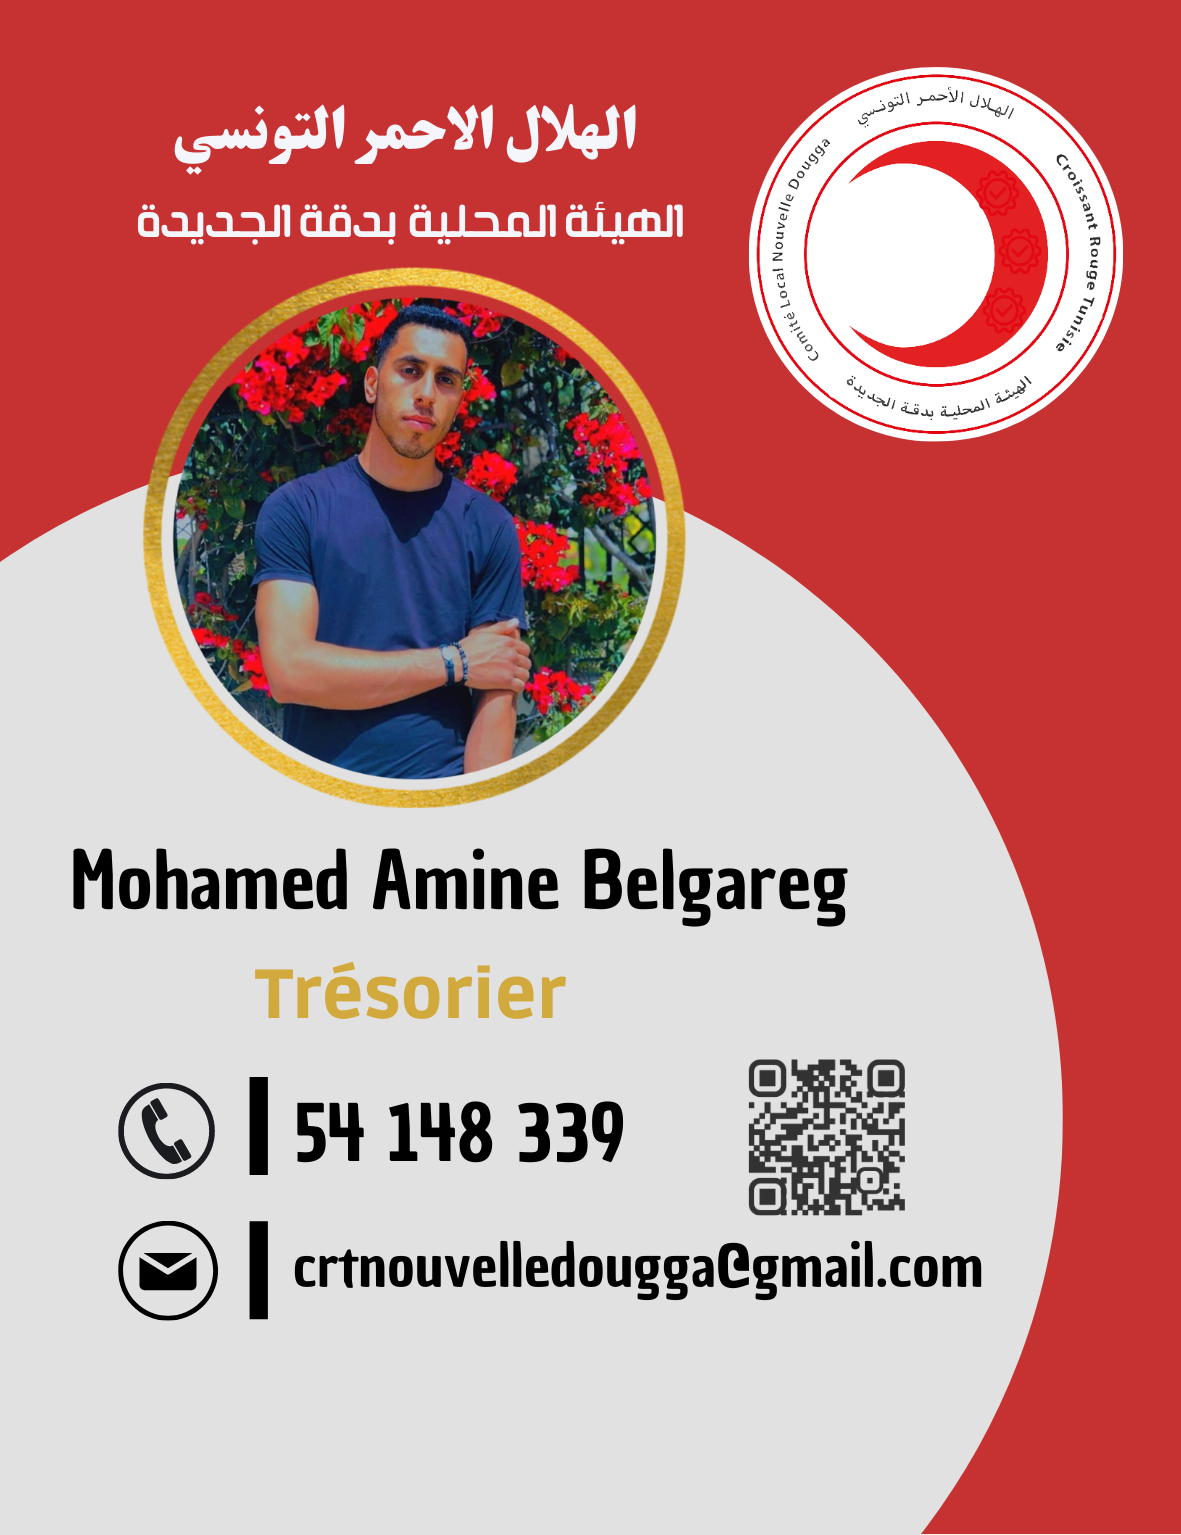 الهلال الاحمر التونسي
الهيئة المحلية بدقة الجديدة
الهلال الأحمر التونسي
Croissant Rouge Tunisie
Comité Local Nouvelle Dougga
الهيئة المحلية بدقة الجديدة
Mohamed Amine Belgareg
Trésorier
54 148 339
crtnouvelledougga@gmail.com